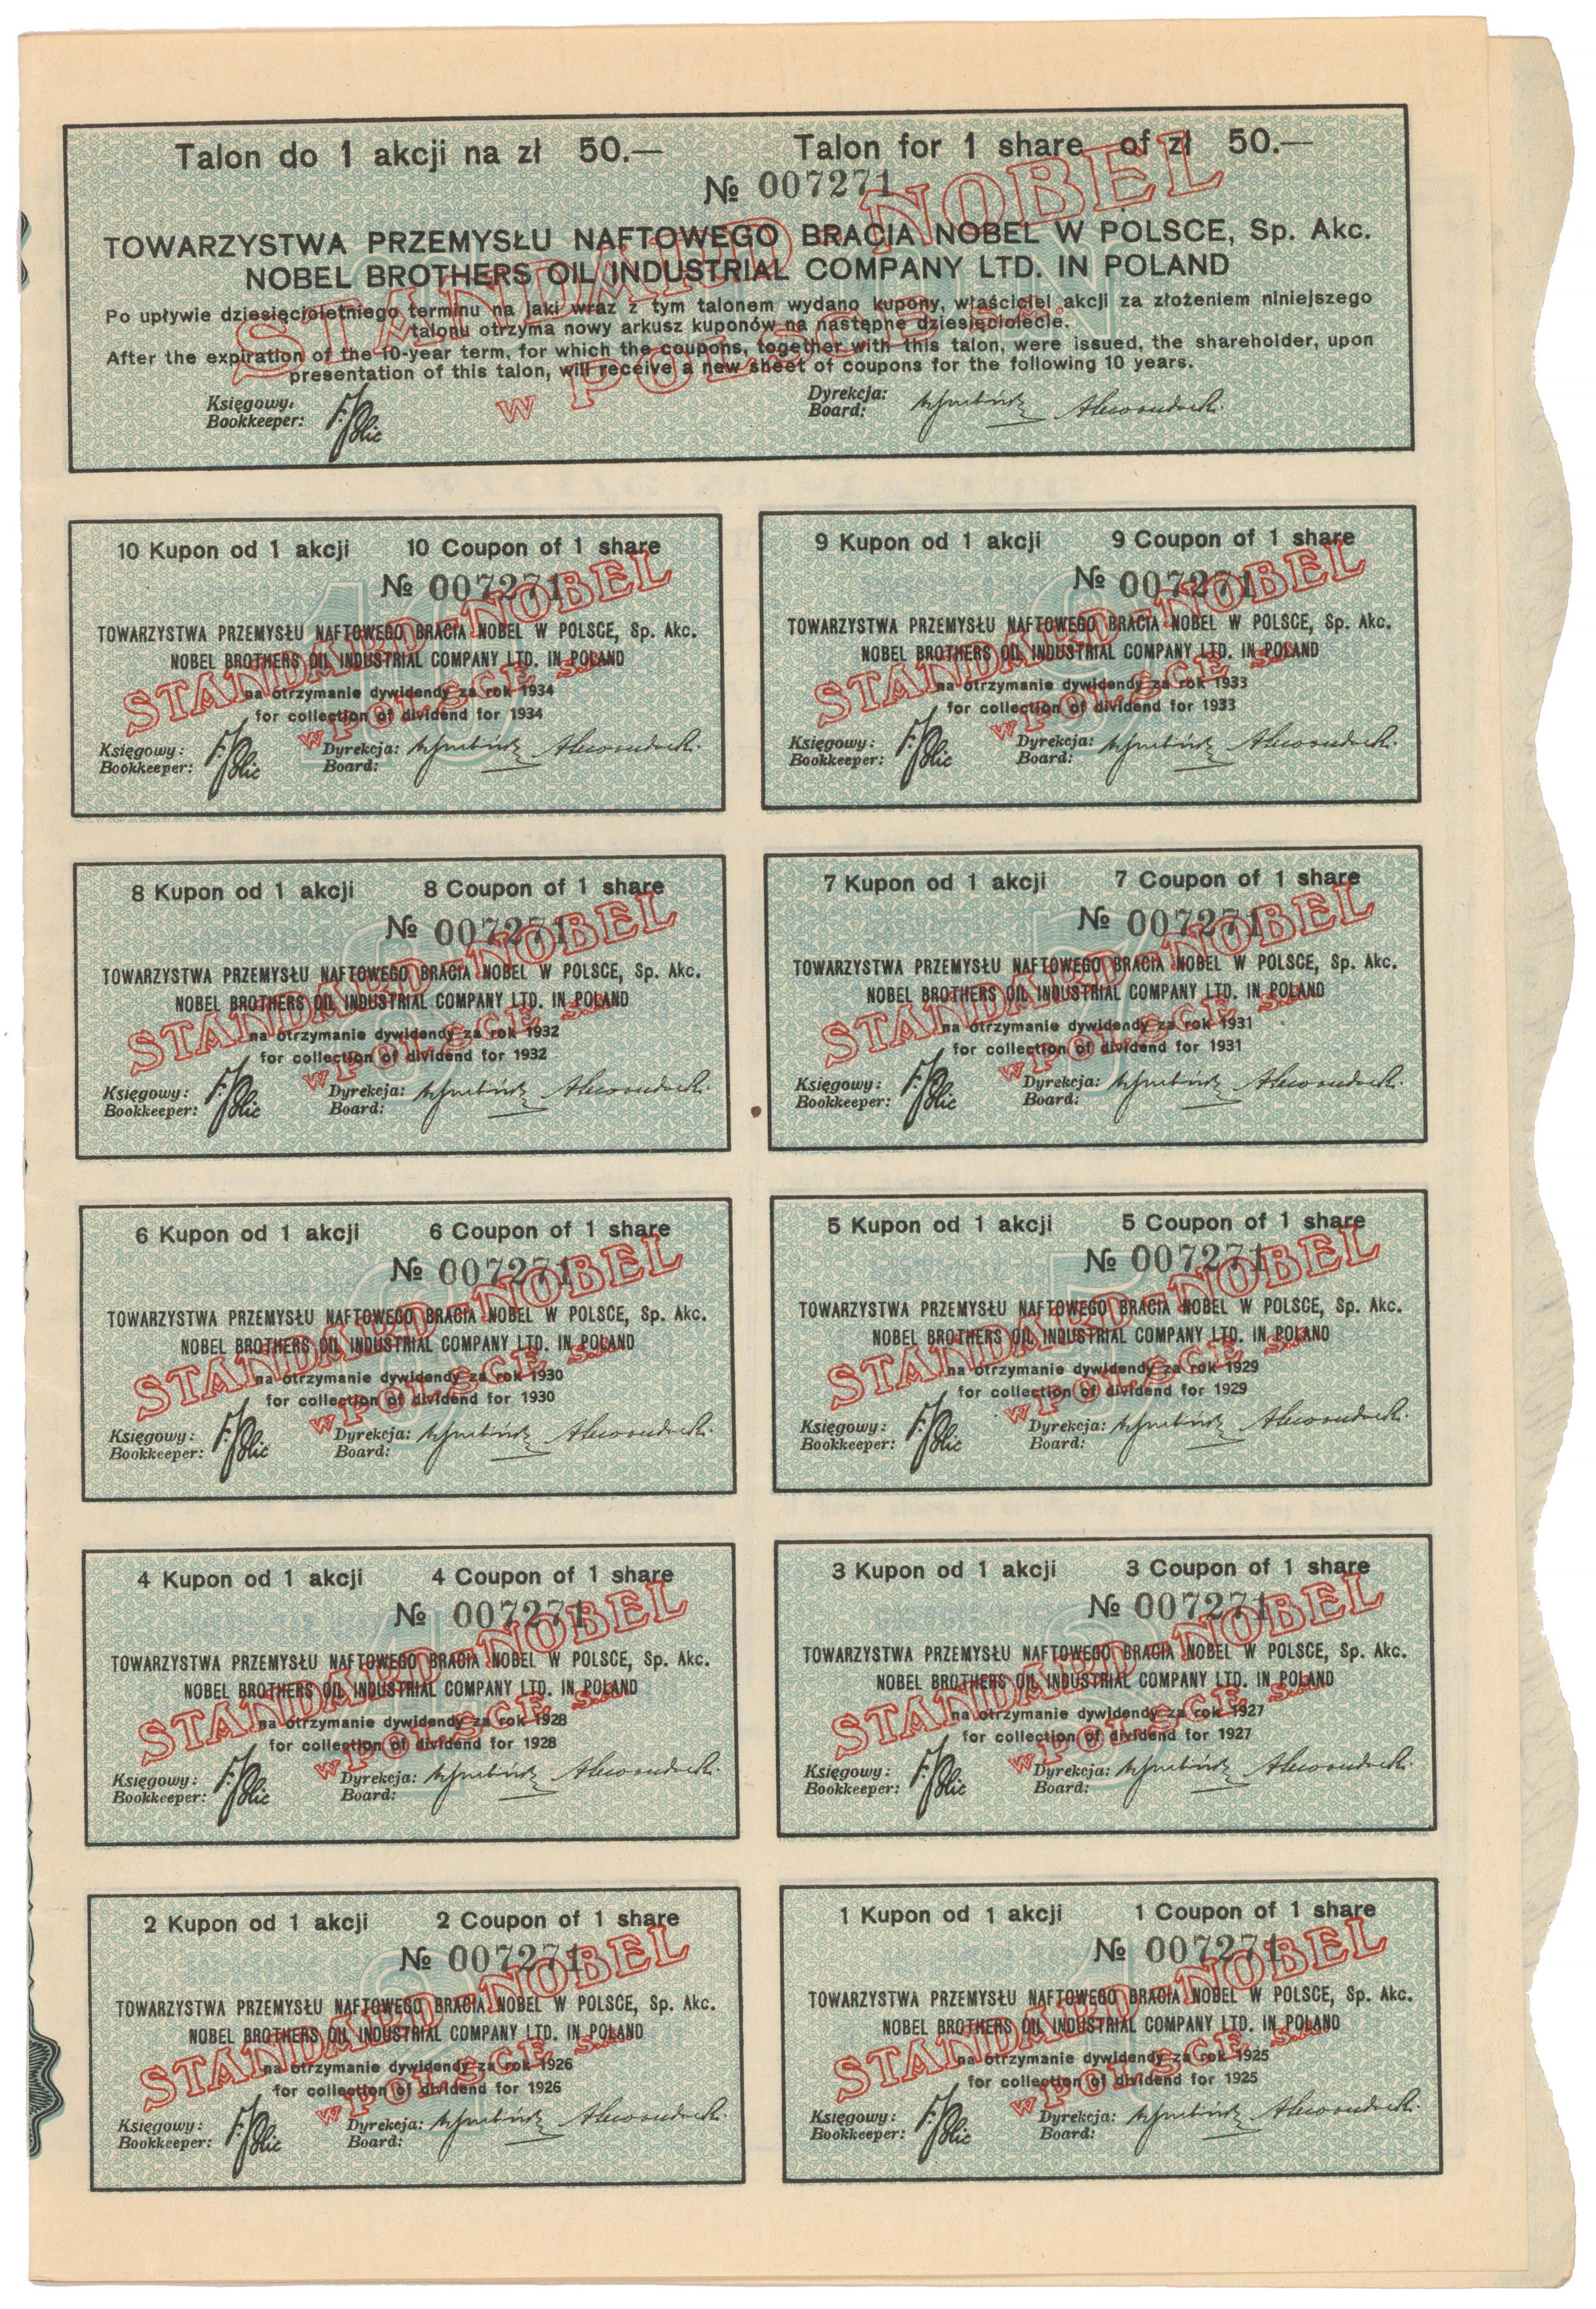 Talon do 1 akcji na zł 50.— Talon for 1 share of zł 50.—
№ 007271
TOWARZYSTWA PRZEMYSŁU NAFTOWEGO BRACIA NOBEL W POLSCE, Sp. Akc.
NOBEL BROTHERS OIL INDUSTRIAL COMPANY LTD. IN POLAND
Po upływie dziesięcioletniego terminu na jaki wraz z tym talonem wydano kupony, właściciel akcji za złożeniem niniejszego
talonu otrzyma nowy arkusz kuponów na następne dziesięciolecie.
After the expiration of the 10-year term, for which the coupons, together with this talon, were issued, the shareholder, upon
presentation of this talon, will receive a new sheet of coupons for the following 10 years.
Księgowy: Dyrekcja:
Bookkeeper: Board:
STANDARD-NOBEL
w POLSCE S.A.
10 Kupon od 1 akcji 10 Coupon of 1 share
№ 007271
TOWARZYSTWA PRZEMYSŁU NAFTOWEGO BRACIA NOBEL W POLSCE, Sp. Akc.
NOBEL BROTHERS OIL INDUSTRIAL COMPANY LTD. IN POLAND
na otrzymanie dywidendy za rok 1934
for collection of dividend for 1934
Księgowy: Dyrekcja:
Bookkeeper: Board:
STANDARD-NOBEL
w POLSCE S.A.
9 Kupon od 1 akcji 9 Coupon of 1 share
№ 007271
TOWARZYSTWA PRZEMYSŁU NAFTOWEGO BRACIA NOBEL W POLSCE, Sp. Akc.
NOBEL BROTHERS OIL INDUSTRIAL COMPANY LTD. IN POLAND
na otrzymanie dywidendy za rok 1933
for collection of dividend for 1933
Księgowy: Dyrekcja:
Bookkeeper: Board:
STANDARD-NOBEL
w POLSCE S.A.
8 Kupon od 1 akcji 8 Coupon of 1 share
№ 007271
TOWARZYSTWA PRZEMYSŁU NAFTOWEGO BRACIA NOBEL W POLSCE, Sp. Akc.
NOBEL BROTHERS OIL INDUSTRIAL COMPANY LTD. IN POLAND
na otrzymanie dywidendy za rok 1932
for collection of dividend for 1932
Księgowy: Dyrekcja:
Bookkeeper: Board:
STANDARD-NOBEL
w POLSCE S.A.
7 Kupon od 1 akcji 7 Coupon of 1 share
№ 007271
TOWARZYSTWA PRZEMYSŁU NAFTOWEGO BRACIA NOBEL W POLSCE, Sp. Akc.
NOBEL BROTHERS OIL INDUSTRIAL COMPANY LTD. IN POLAND
na otrzymanie dywidendy za rok 1931
for collection of dividend for 1931
Księgowy: Dyrekcja:
Bookkeeper: Board:
STANDARD-NOBEL
w POLSCE S.A.
6 Kupon od 1 akcji 6 Coupon of 1 share
№ 007271
TOWARZYSTWA PRZEMYSŁU NAFTOWEGO BRACIA NOBEL W POLSCE, Sp. Akc.
NOBEL BROTHERS OIL INDUSTRIAL COMPANY LTD. IN POLAND
na otrzymanie dywidendy za rok 1930
for collection of dividend for 1930
Księgowy: Dyrekcja:
Bookkeeper: Board:
STANDARD-NOBEL
w POLSCE S.A.
5 Kupon od 1 akcji 5 Coupon of 1 share
№ 007271
TOWARZYSTWA PRZEMYSŁU NAFTOWEGO BRACIA NOBEL W POLSCE, Sp. Akc.
NOBEL BROTHERS OIL INDUSTRIAL COMPANY LTD. IN POLAND
na otrzymanie dywidendy za rok 1929
for collection of dividend for 1929
Księgowy: Dyrekcja:
Bookkeeper: Board:
STANDARD-NOBEL
w POLSCE S.A.
4 Kupon od 1 akcji 4 Coupon of 1 share
№ 007271
TOWARZYSTWA PRZEMYSŁU NAFTOWEGO BRACIA NOBEL W POLSCE, Sp. Akc.
NOBEL BROTHERS OIL INDUSTRIAL COMPANY LTD. IN POLAND
na otrzymanie dywidendy za rok 1928
for collection of dividend for 1928
Księgowy: Dyrekcja:
Bookkeeper: Board:
STANDARD-NOBEL
w POLSCE S.A.
3 Kupon od 1 akcji 3 Coupon of 1 share
№ 007271
TOWARZYSTWA PRZEMYSŁU NAFTOWEGO BRACIA NOBEL W POLSCE, Sp. Akc.
NOBEL BROTHERS OIL INDUSTRIAL COMPANY LTD. IN POLAND
na otrzymanie dywidendy za rok 1927
for collection of dividend for 1927
Księgowy: Dyrekcja:
Bookkeeper: Board:
STANDARD-NOBEL
w POLSCE S.A.
2 Kupon od 1 akcji 2 Coupon of 1 share
№ 007271
TOWARZYSTWA PRZEMYSŁU NAFTOWEGO BRACIA NOBEL W POLSCE, Sp. Akc.
NOBEL BROTHERS OIL INDUSTRIAL COMPANY LTD. IN POLAND
na otrzymanie dywidendy za rok 1926
for collection of dividend for 1926
Księgowy: Dyrekcja:
Bookkeeper: Board:
STANDARD-NOBEL
w POLSCE S.A.
1 Kupon od 1 akcji 1 Coupon of 1 share
№ 007271
TOWARZYSTWA PRZEMYSŁU NAFTOWEGO BRACIA NOBEL W POLSCE, Sp. Akc.
NOBEL BROTHERS OIL INDUSTRIAL COMPANY LTD. IN POLAND
na otrzymanie dywidendy za rok 1925
for collection of dividend for 1925
Księgowy: Dyrekcja:
Bookkeeper: Board:
STANDARD-NOBEL
w POLSCE S.A.